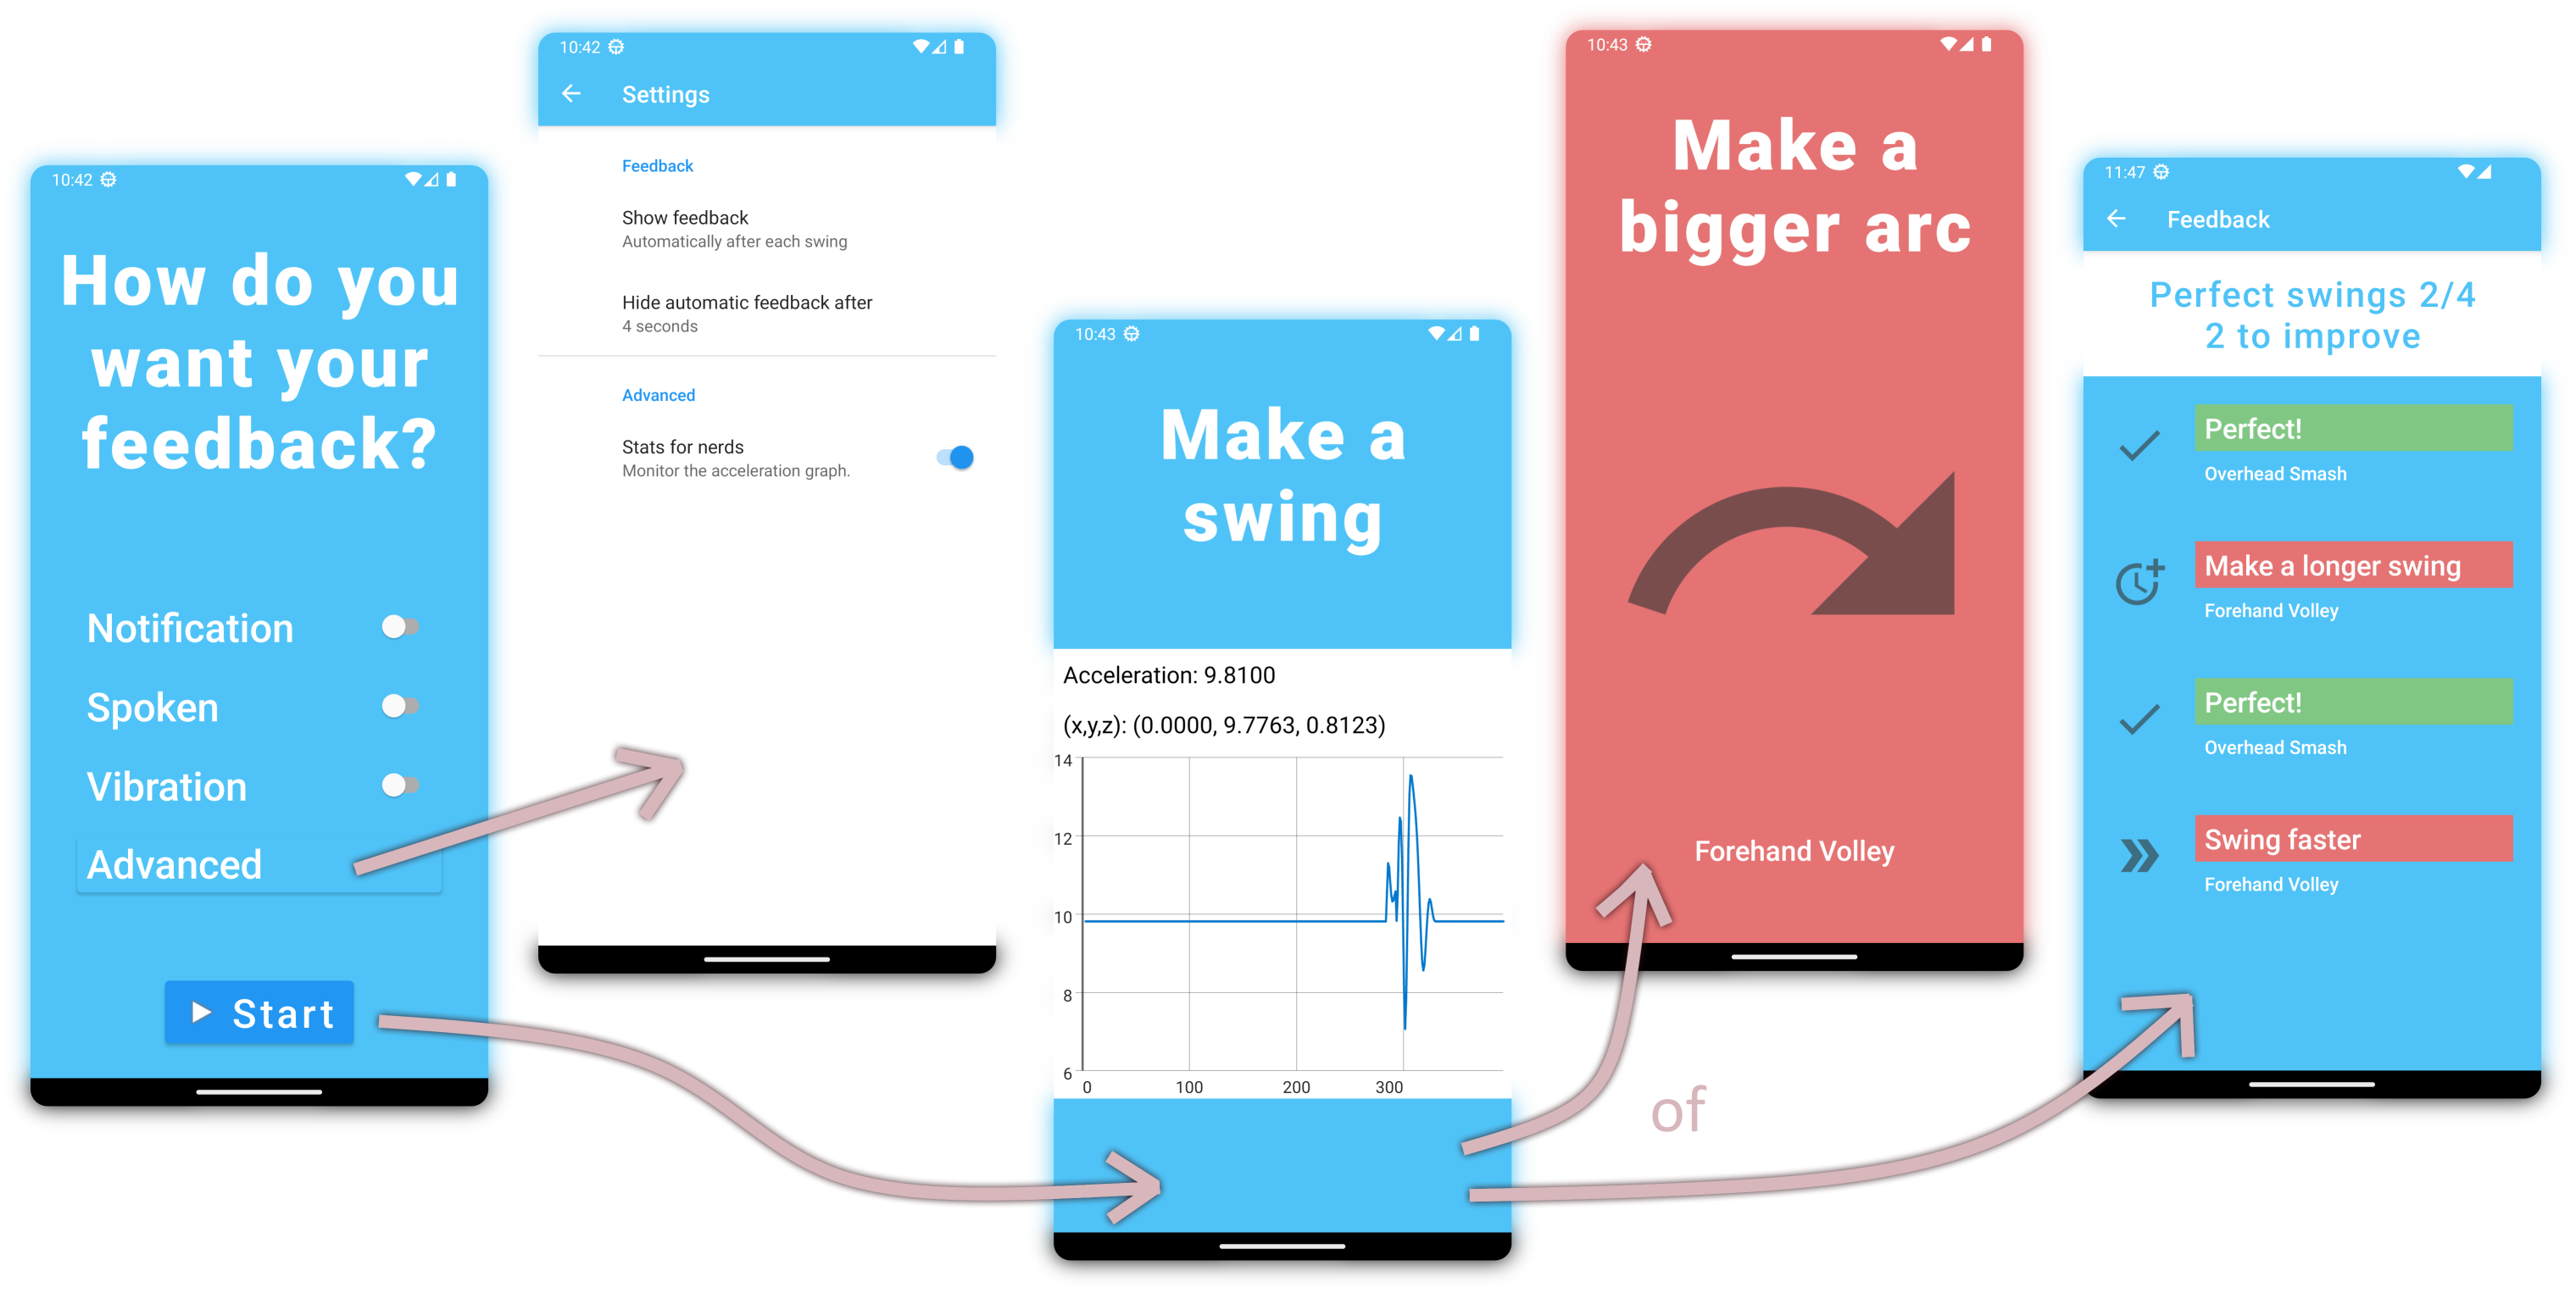 10:42
How do you
want your
feedback?
Notification
Spoken
Vibration
Advanced
Start
10:42
Settings
Feedback
Show feedback
Automatically after each swing
Hide automatic feedback after
4 seconds
Advanced
Stats for nerds
Monitor the acceleration graph.
10:43
Make a
swing
Acceleration: 9.8100
(x,y,z): (0.0000, 9.7763, 0.8123)
14
12
10
8
6
0 100 200 300
10:43
Make a
bigger arc
Forehand Volley
of
11:47
Feedback
Perfect swings 2/4
2 to improve
Perfect!
Overhead Smash
Make a longer swing
Forehand Volley
Perfect!
Overhead Smash
Swing faster
Forehand Volley